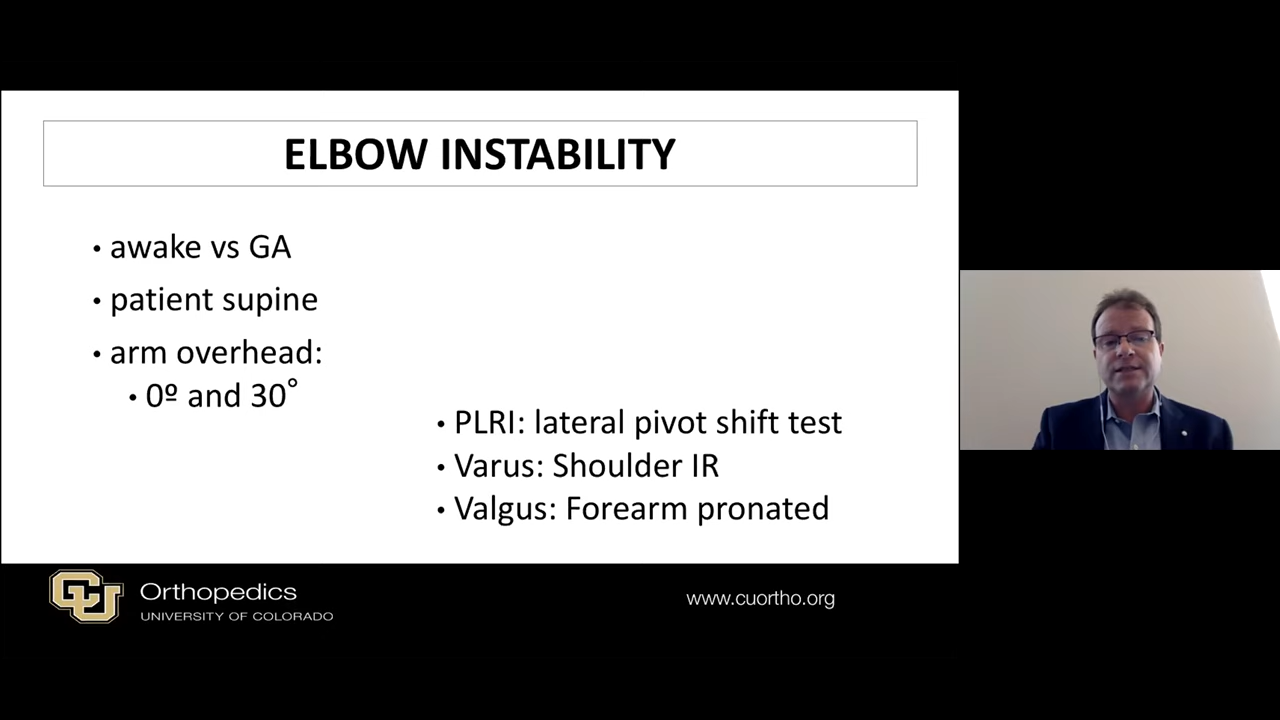 ELBOW INSTABILITY
• awake vs GA
• patient supine
• arm overhead:
• 0º and 30˚
• PLRI: lateral pivot shift test
• Varus: Shoulder IR
• Valgus: Forearm pronated
CU
Orthopedics
UNIVERSITY OF COLORADO
www.cuortho.org